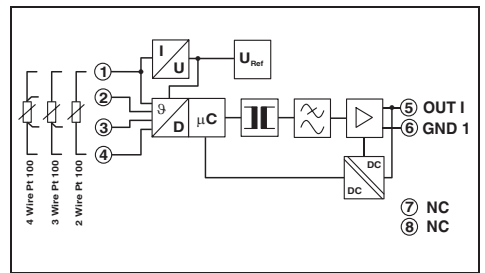 I
U
U Ref
1
2
3
4
ϑ
D
μC
5 OUT I
6 GND 1
DC
DC
7 NC
8 NC
4 Wire Pt 100
3 Wire Pt 100
2 Wire Pt 100